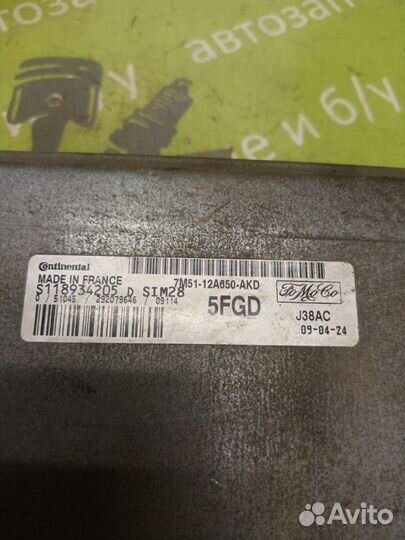 автозап
автоза
у
е и б/у
Continental
MADE IN FRANCE
7M51-12A650-AKD
S118934205 D SIM28
0 / 51045 / 292079646 / 09114
5FGD
FoMoCo
J38AC
09-04-24
Avito